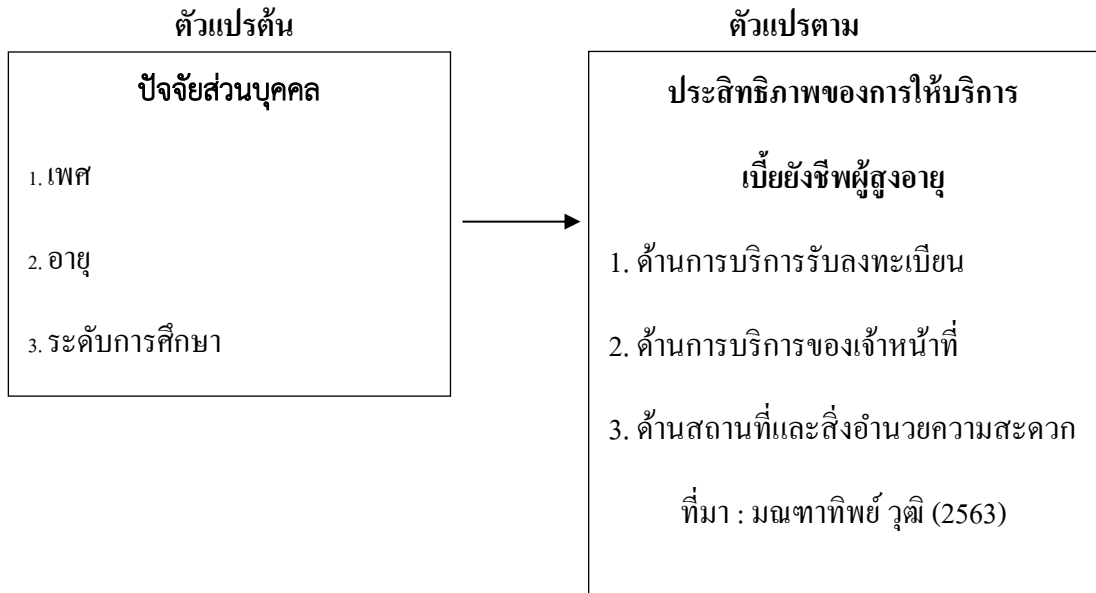 ตัวแปรต้น
ปัจจัยส่วนบุคคล
1. เพศ
2. อายุ
3. ระดับการศึกษา
ตัวแปรตาม
ประสิทธิภาพของการให้บริการ
เบี้ยยังชีพผู้สูงอายุ
1. ด้านการบริการรับลงทะเบียน
2. ด้านการบริการของเจ้าหน้าที่
3. ด้านสถานที่และสิ่งอำนวยความสะดวก
ที่มา : มณฑาทิพย์ วุฒิ (2563)